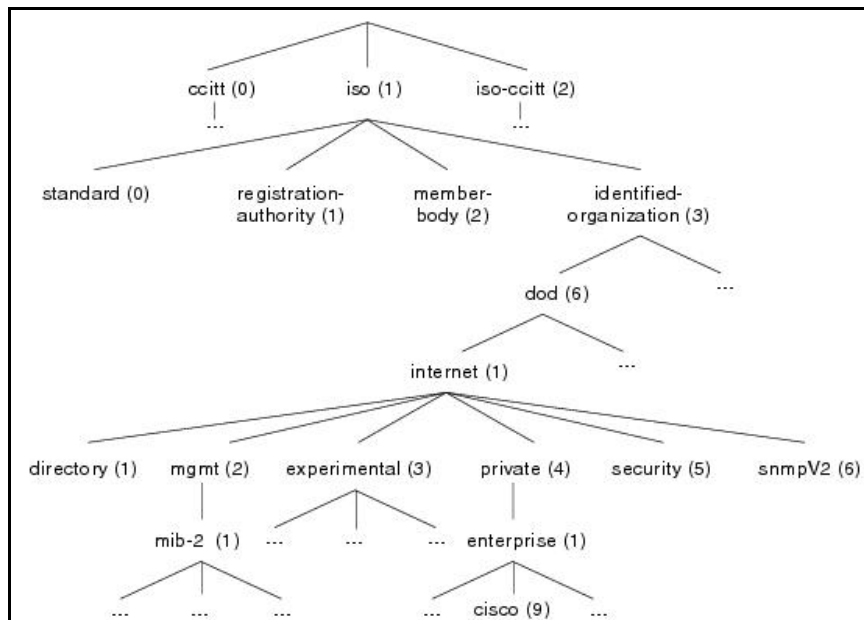 ccitt (0) iso (1) iso-ccitt (2)
... ...
standard (0) registration-authority (1) member-body (2) identified-organization (3)
dod (6) ...
internet (1) ...
directory (1) mgmt (2) experimental (3) private (4) security (5) snmpV2 (6)
mib-2 (1) ... ... ... enterprise (1)
... ... ... ... cisco (9) ...